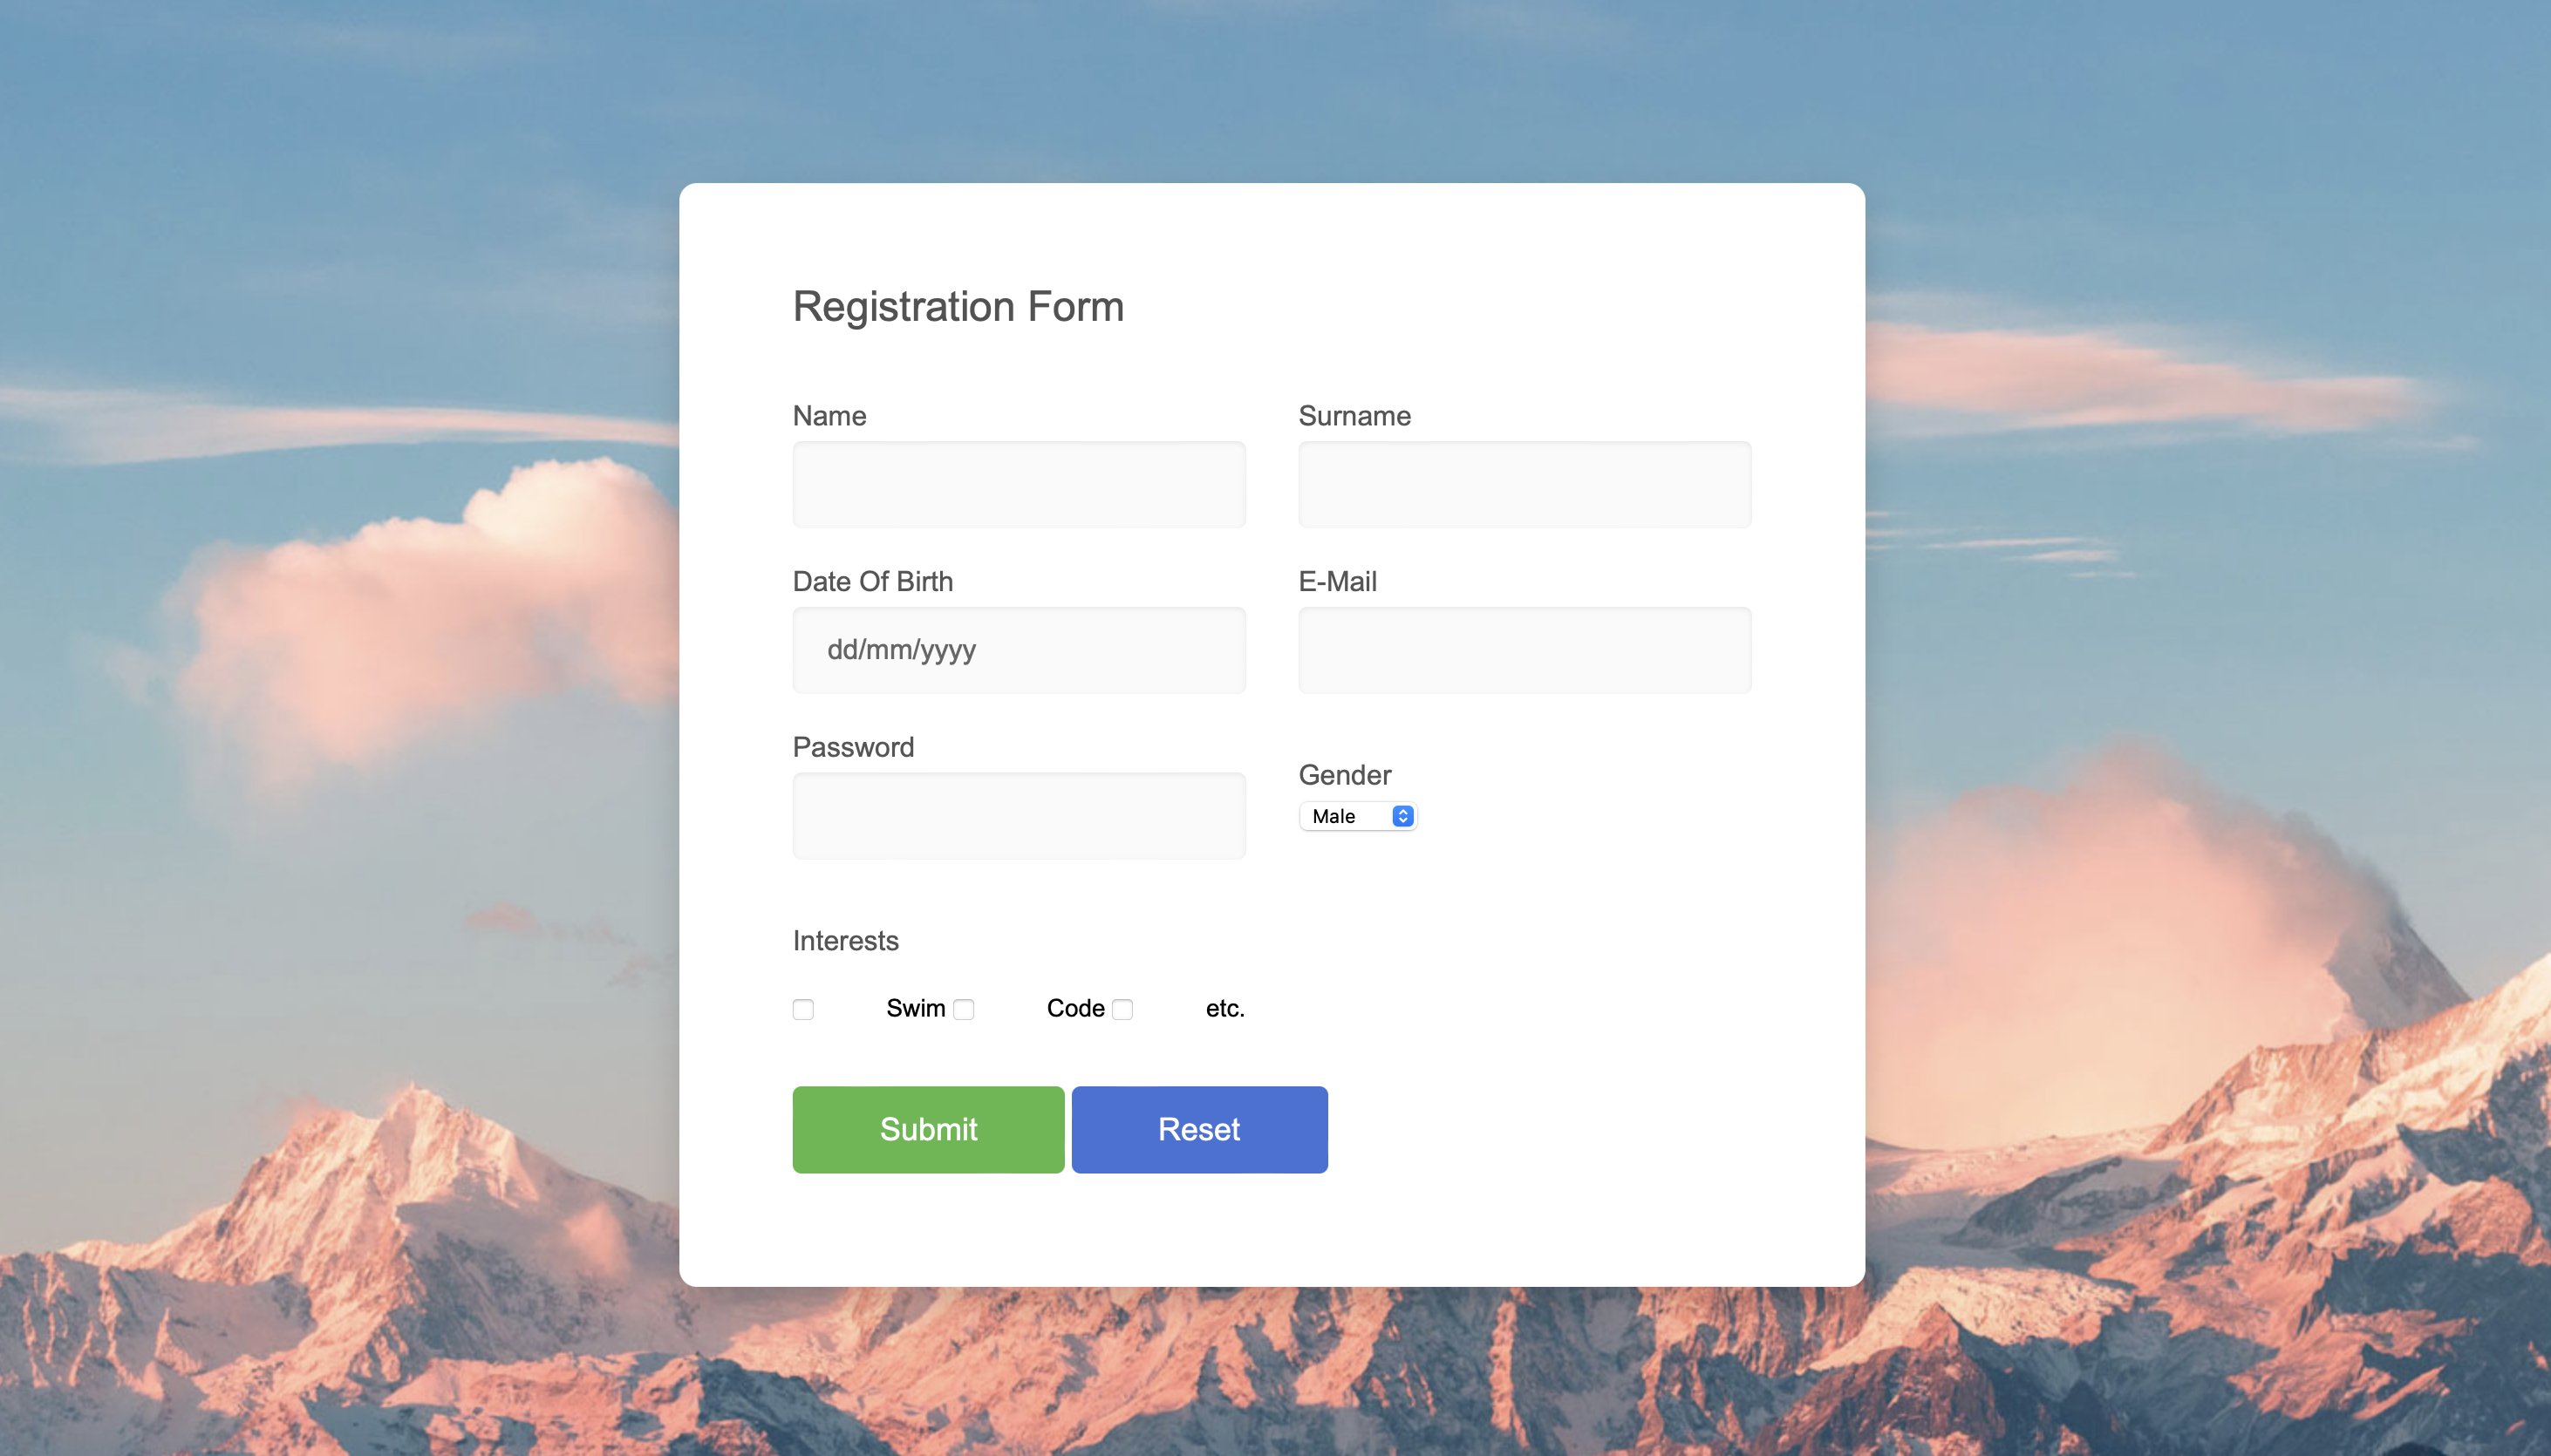 Registration Form
Name
Surname
Date Of Birth
E-Mail
dd/mm/yyyy
Password
Gender
Male
Interests
Swim Code etc.
Submit Reset